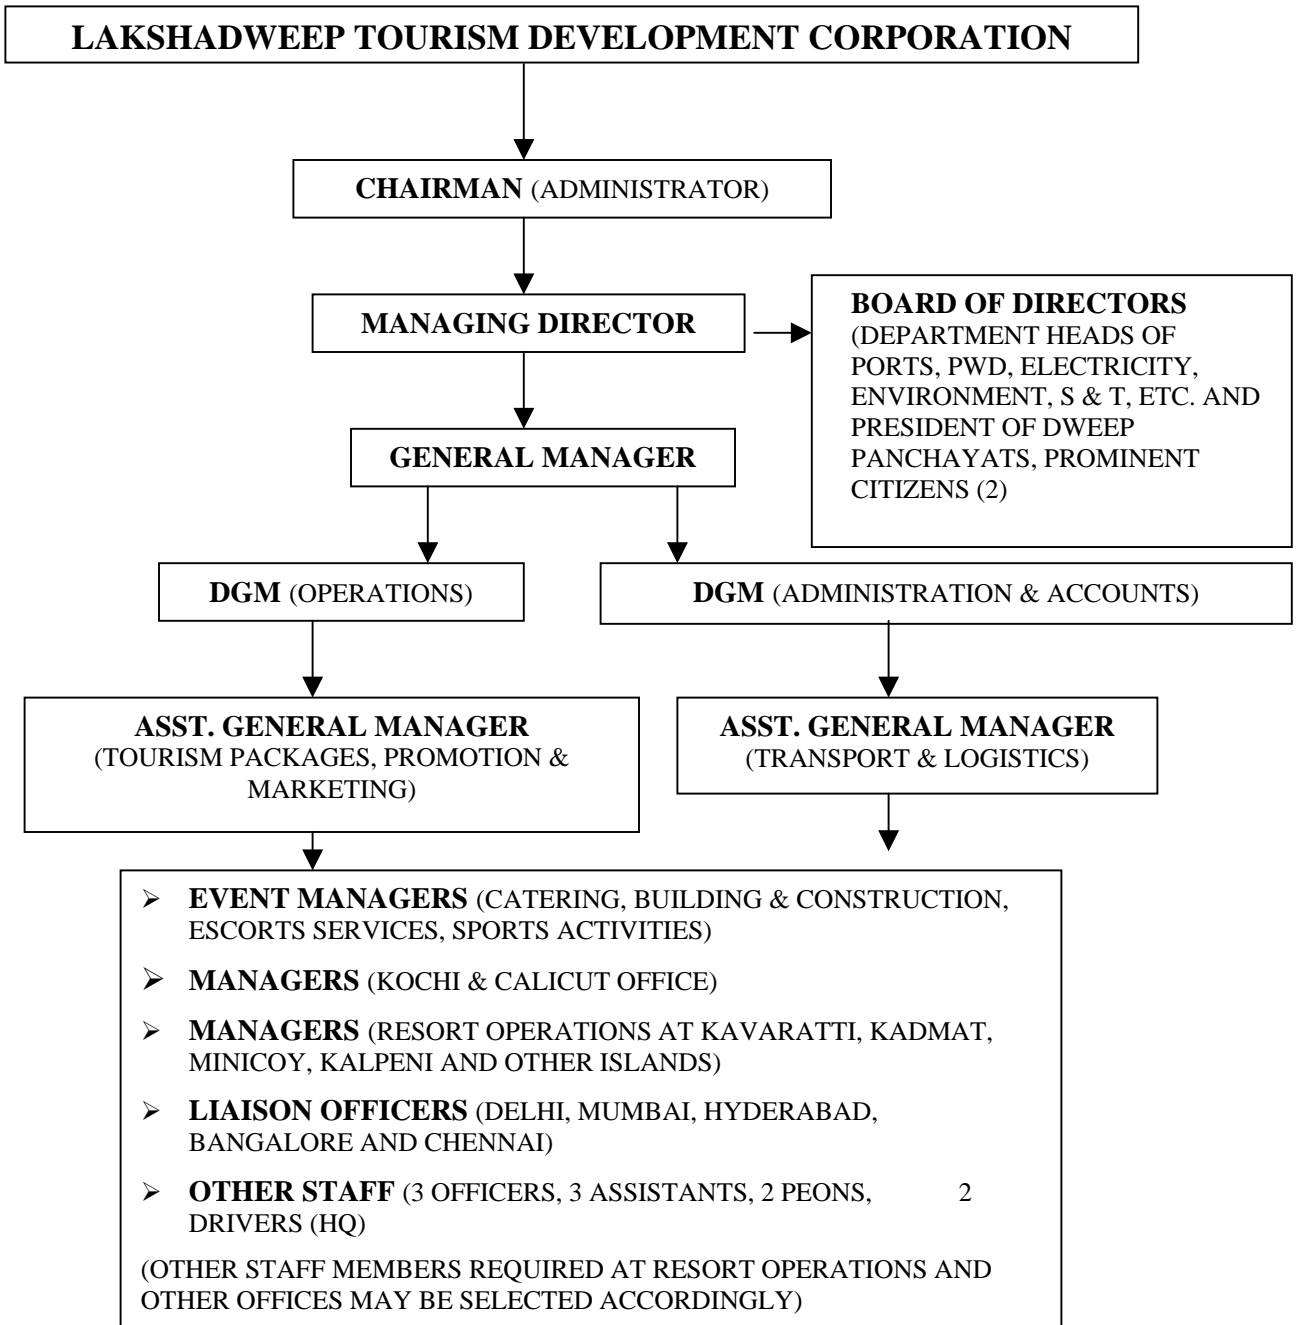 LAKSHADWEEP TOURISM DEVELOPMENT CORPORATION
CHAIRMAN (ADMINISTRATOR)
MANAGING DIRECTOR
BOARD OF DIRECTORS
(DEPARTMENT HEADS OF
PORTS, PWD, ELECTRICITY,
ENVIRONMENT, S & T, ETC. AND
PRESIDENT OF DWEEP
PANCHAYATS, PROMINENT
CITIZENS (2)
GENERAL MANAGER
DGM (OPERATIONS)
DGM (ADMINISTRATION & ACCOUNTS)
ASST. GENERAL MANAGER
(TOURISM PACKAGES, PROMOTION &
MARKETING)
ASST. GENERAL MANAGER
(TRANSPORT & LOGISTICS)
➢ EVENT MANAGERS (CATERING, BUILDING & CONSTRUCTION,
ESCORTS SERVICES, SPORTS ACTIVITIES)
➢ MANAGERS (KOCHI & CALICUT OFFICE)
➢ MANAGERS (RESORT OPERATIONS AT KAVARATTI, KADMAT,
MINICOY, KALPENI AND OTHER ISLANDS)
➢ LIAISON OFFICERS (DELHI, MUMBAI, HYDERABAD,
BANGALORE AND CHENNAI)
➢ OTHER STAFF (3 OFFICERS, 3 ASSISTANTS, 2 PEONS, 2
DRIVERS (HQ)
(OTHER STAFF MEMBERS REQUIRED AT RESORT OPERATIONS AND
OTHER OFFICES MAY BE SELECTED ACCORDINGLY)